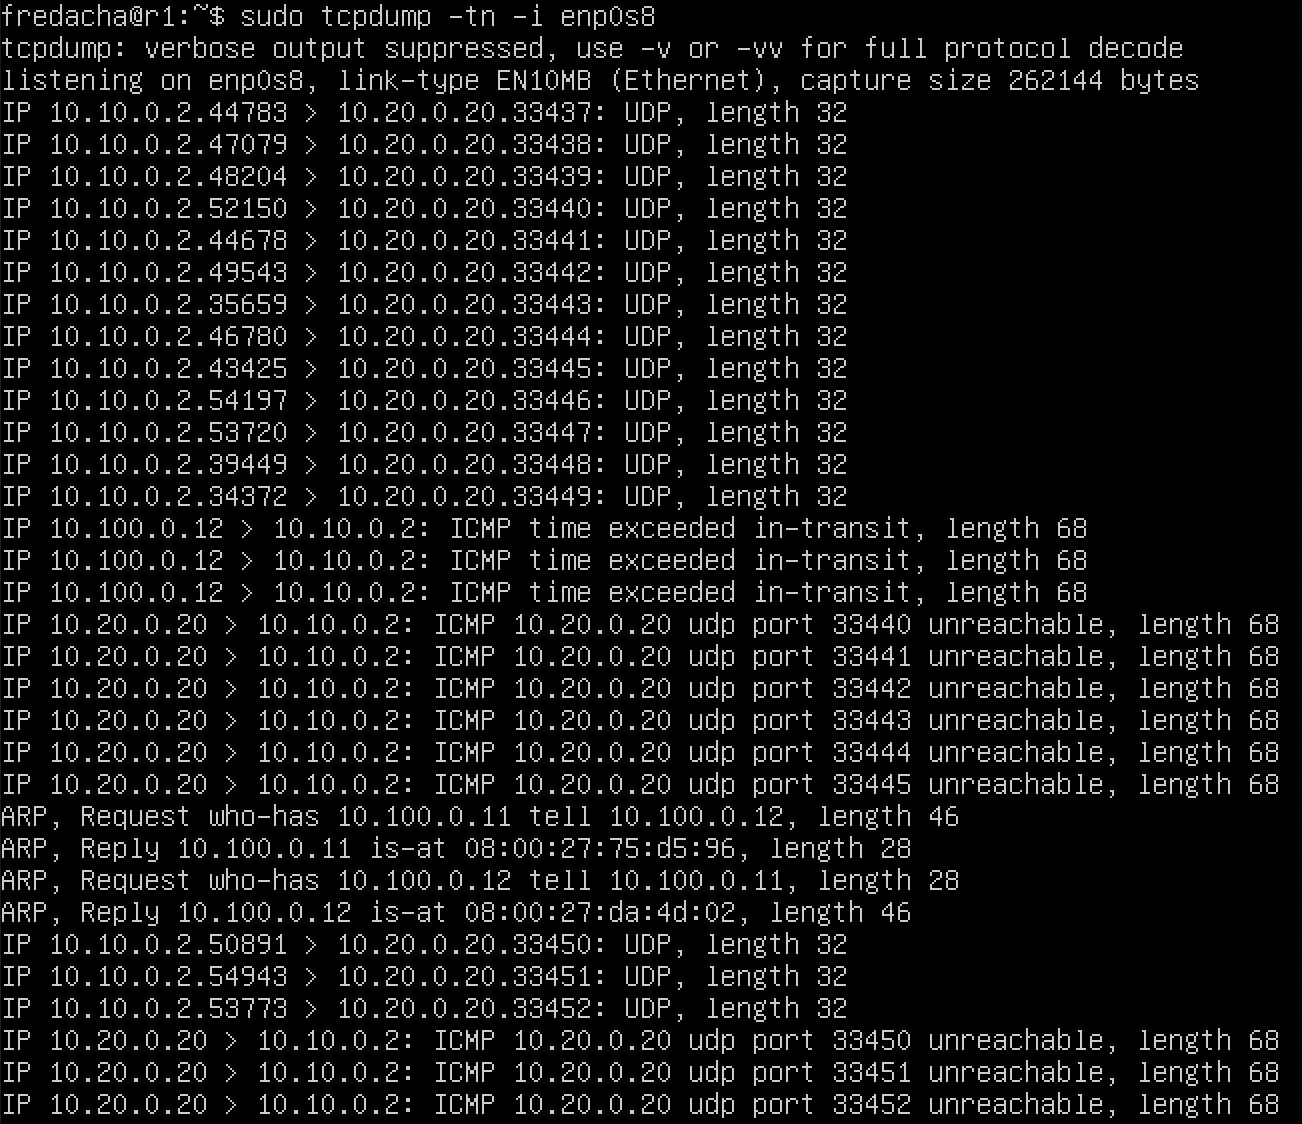 fredacha@r1:~$ sudo tcpdump -tn -i enp0s8
tcpdump: verbose output suppressed, use -v or -vv for full protocol decode
listening on enp0s8, link-type EN10MB (Ethernet), capture size 262144 bytes
IP 10.10.0.2.44783 > 10.20.0.20.33437: UDP, length 32
IP 10.10.0.2.47079 > 10.20.0.20.33438: UDP, length 32
IP 10.10.0.2.48204 > 10.20.0.20.33439: UDP, length 32
IP 10.10.0.2.52150 > 10.20.0.20.33440: UDP, length 32
IP 10.10.0.2.44678 > 10.20.0.20.33441: UDP, length 32
IP 10.10.0.2.49543 > 10.20.0.20.33442: UDP, length 32
IP 10.10.0.2.35659 > 10.20.0.20.33443: UDP, length 32
IP 10.10.0.2.46780 > 10.20.0.20.33444: UDP, length 32
IP 10.10.0.2.43425 > 10.20.0.20.33445: UDP, length 32
IP 10.10.0.2.54197 > 10.20.0.20.33446: UDP, length 32
IP 10.10.0.2.53720 > 10.20.0.20.33447: UDP, length 32
IP 10.10.0.2.39449 > 10.20.0.20.33448: UDP, length 32
IP 10.10.0.2.34372 > 10.20.0.20.33449: UDP, length 32
IP 10.100.0.12 > 10.10.0.2: ICMP time exceeded in-transit, length 68
IP 10.100.0.12 > 10.10.0.2: ICMP time exceeded in-transit, length 68
IP 10.100.0.12 > 10.10.0.2: ICMP time exceeded in-transit, length 68
IP 10.20.0.20 > 10.10.0.2: ICMP 10.20.0.20 udp port 33440 unreachable, length 68
IP 10.20.0.20 > 10.10.0.2: ICMP 10.20.0.20 udp port 33441 unreachable, length 68
IP 10.20.0.20 > 10.10.0.2: ICMP 10.20.0.20 udp port 33442 unreachable, length 68
IP 10.20.0.20 > 10.10.0.2: ICMP 10.20.0.20 udp port 33443 unreachable, length 68
IP 10.20.0.20 > 10.10.0.2: ICMP 10.20.0.20 udp port 33444 unreachable, length 68
IP 10.20.0.20 > 10.10.0.2: ICMP 10.20.0.20 udp port 33445 unreachable, length 68
ARP, Request who-has 10.100.0.11 tell 10.100.0.12, length 46
ARP, Reply 10.100.0.11 is-at 08:00:27:75:d5:96, length 28
ARP, Request who-has 10.100.0.12 tell 10.100.0.11, length 28
ARP, Reply 10.100.0.12 is-at 08:00:27:da:4d:02, length 46
IP 10.10.0.2.50891 > 10.20.0.20.33450: UDP, length 32
IP 10.10.0.2.54943 > 10.20.0.20.33451: UDP, length 32
IP 10.10.0.2.53773 > 10.20.0.20.33452: UDP, length 32
IP 10.20.0.20 > 10.10.0.2: ICMP 10.20.0.20 udp port 33450 unreachable, length 68
IP 10.20.0.20 > 10.10.0.2: ICMP 10.20.0.20 udp port 33451 unreachable, length 68
IP 10.20.0.20 > 10.10.0.2: ICMP 10.20.0.20 udp port 33452 unreachable, length 68